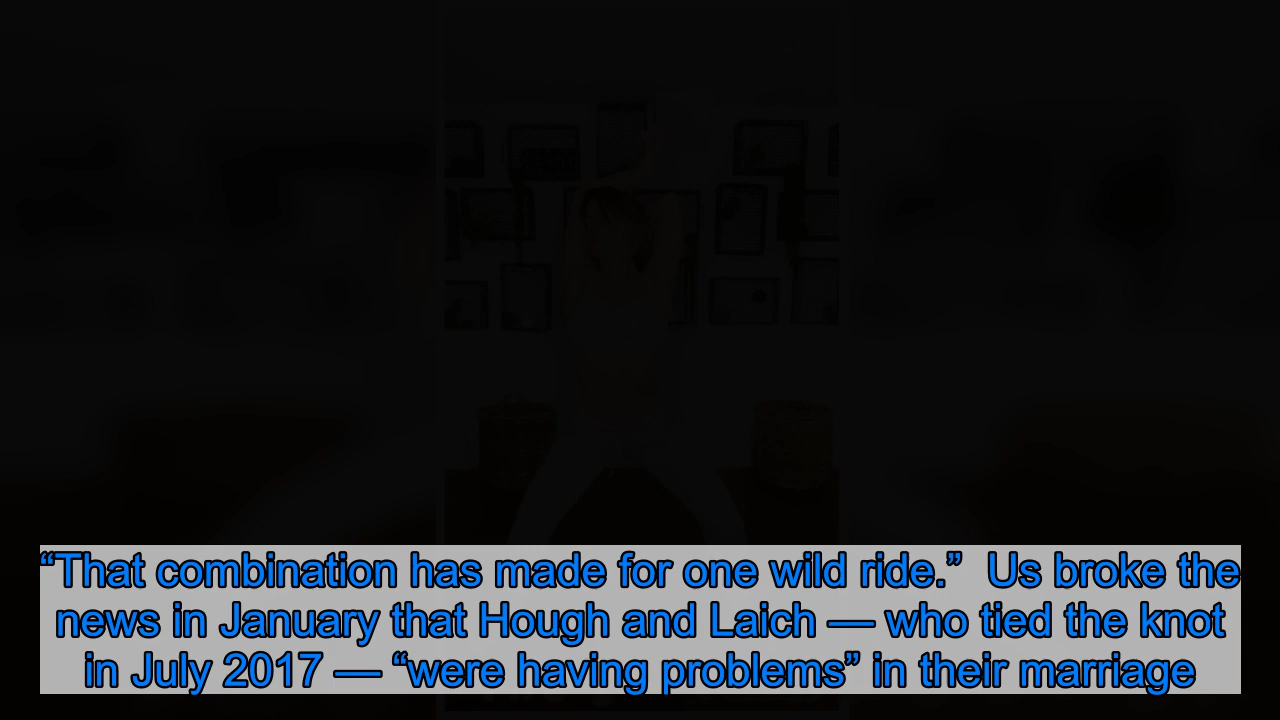 “That combination has made for one wild ride.”  Us broke the
news in January that Hough and Laich — who tied the knot
in July 2017 — “were having problems” in their marriage